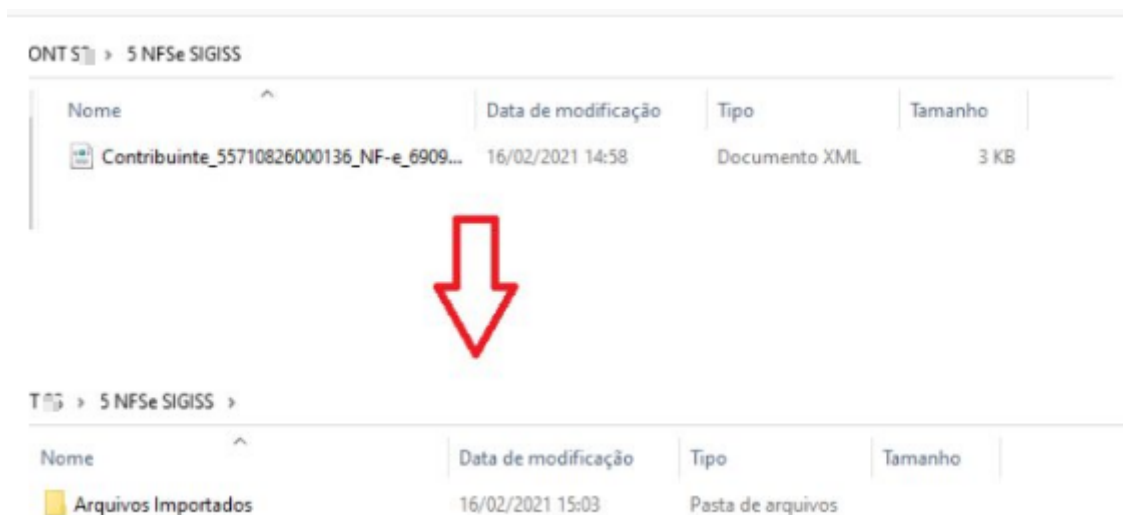 ONT S > 5 NFSe SIGISS
Nome Data de modificação Tipo Tamanho
Contribuinte_55710826000136_NF-e_6909... 16/02/2021 14:58 Documento XML 3 KB
T > 5 NFSe SIGISS >
Nome Data de modificação Tipo Tamanho
Arquivos Importados 16/02/2021 15:03 Pasta de arquivos